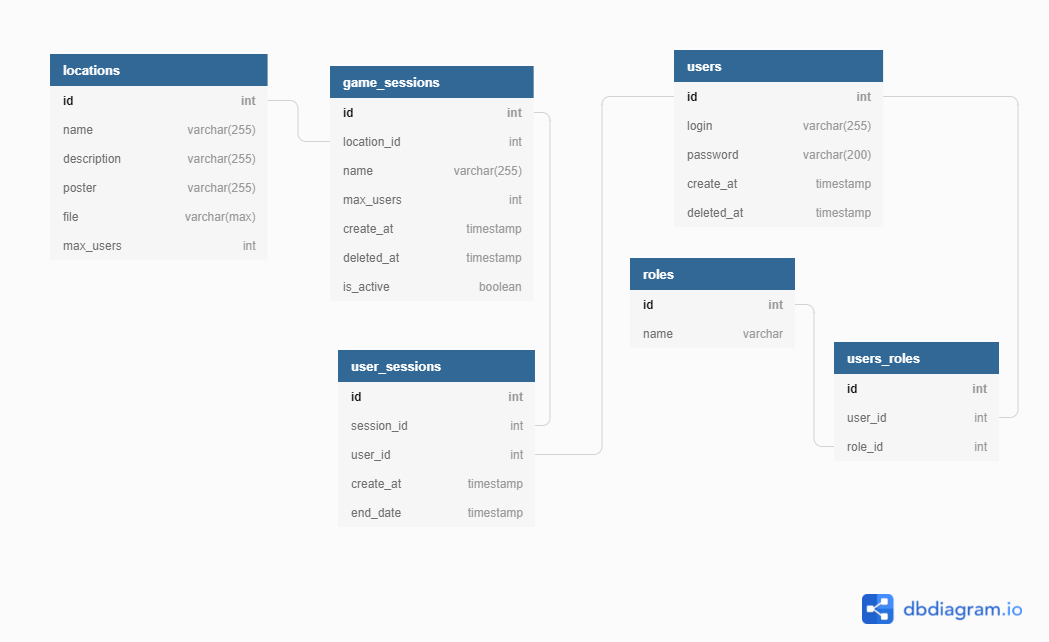 locations
id int
name varchar(255)
description varchar(255)
poster varchar(255)
file varchar(max)
max_users int
game_sessions
id int
location_id int
name varchar(255)
max_users int
create_at timestamp
deleted_at timestamp
is_active boolean
users
id int
login varchar(255)
password varchar(200)
create_at timestamp
deleted_at timestamp
roles
id int
name varchar
user_sessions
id int
session_id int
user_id int
create_at timestamp
end_date timestamp
users_roles
id int
user_id int
role_id int
dbdiagram.io